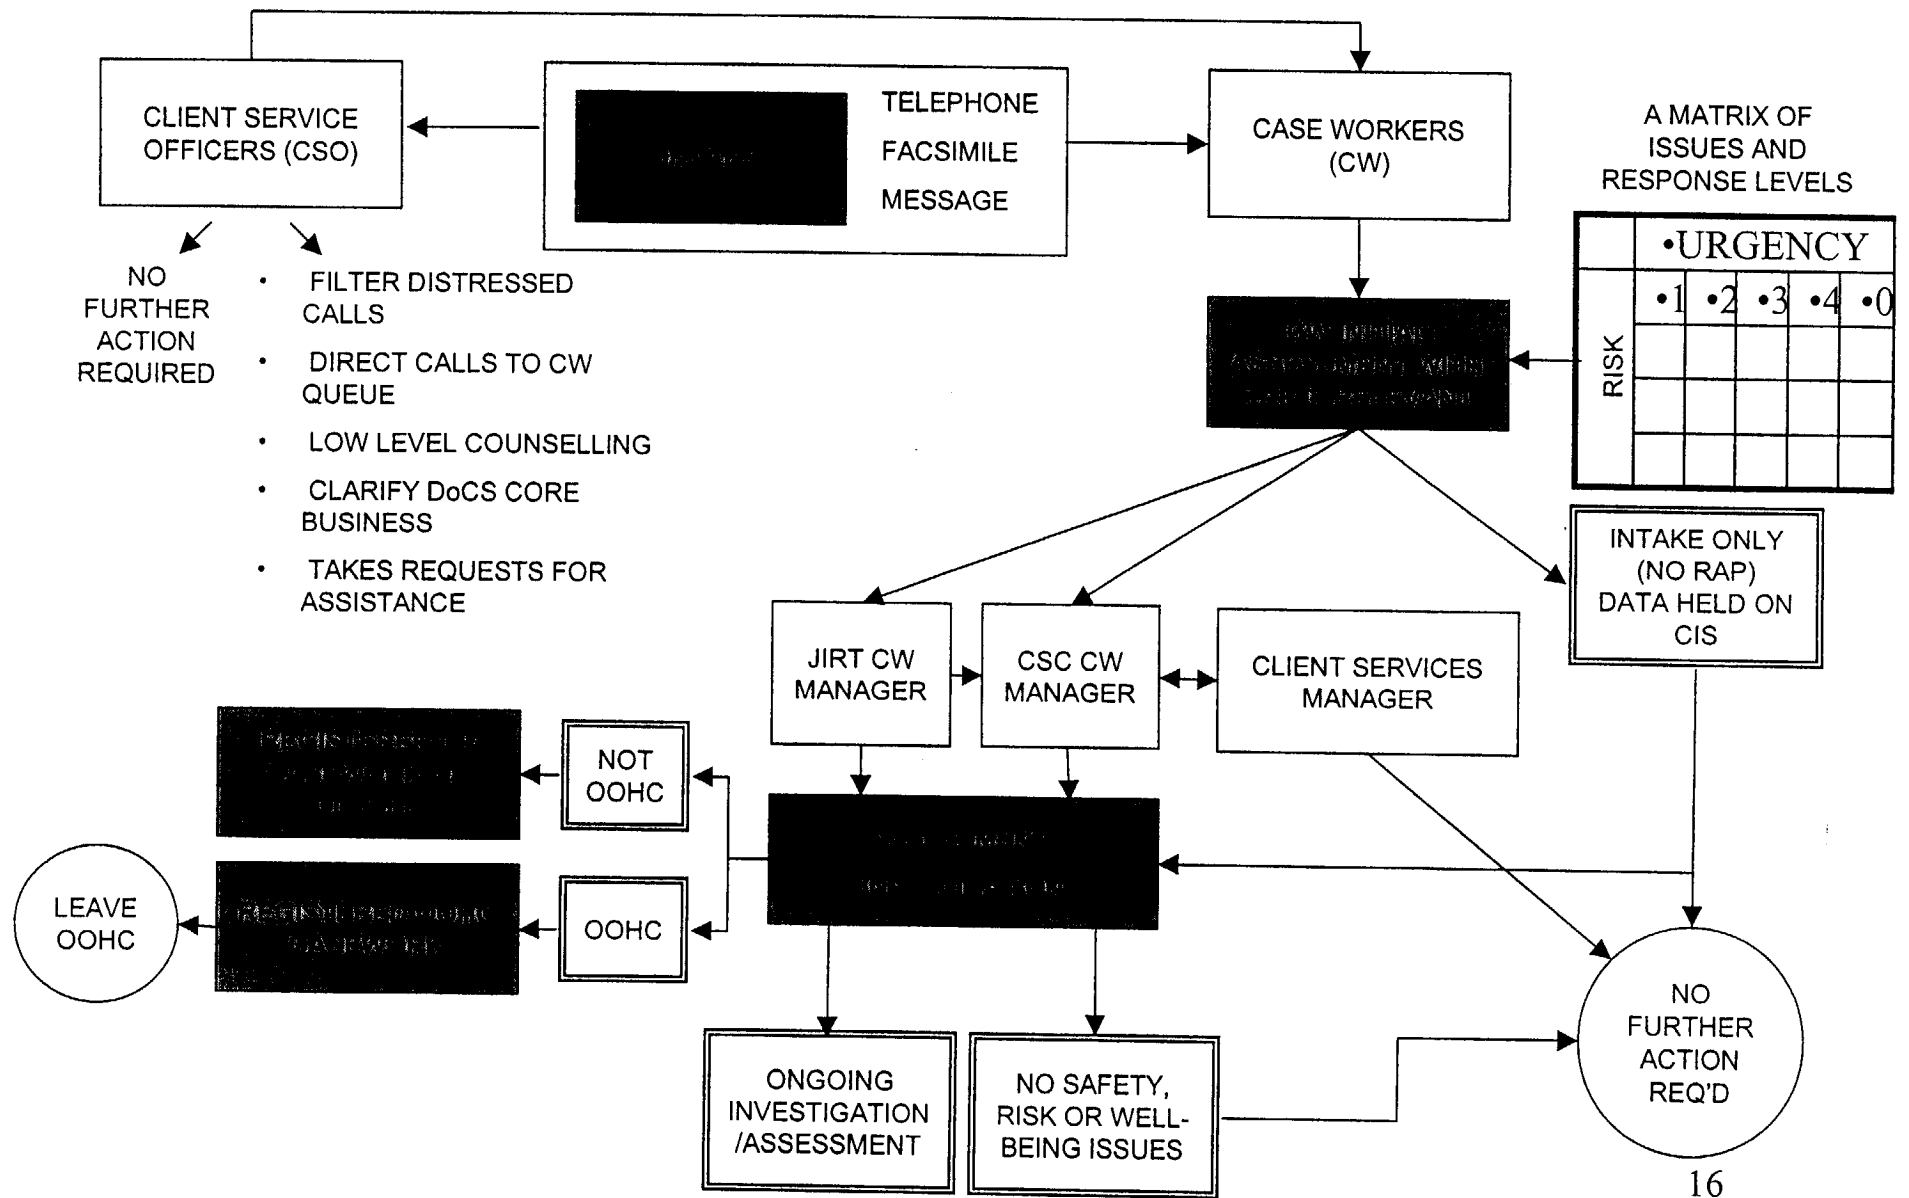 CLIENT SERVICE
OFFICERS (CSO)
TELEPHONE
FACSIMILE
MESSAGE
CASE WORKERS
(CW)
A MATRIX OF
ISSUES AND
RESPONSE LEVELS
•URGENCY
•1 •2 •3 •4 •0
RISK
NO
FURTHER
ACTION
REQUIRED
• FILTER DISTRESSED
CALLS
• DIRECT CALLS TO CW
QUEUE
• LOW LEVEL COUNSELLING
• CLARIFY DoCS CORE
BUSINESS
• TAKES REQUESTS FOR
ASSISTANCE
INTAKE ONLY
(NO RAP)
DATA HELD ON
CIS
JIRT CW
MANAGER
CSC CW
MANAGER
CLIENT SERVICES
MANAGER
NOT
OOHC
LEAVE
OOHC
OOHC
ONGOING
INVESTIGATION
/ASSESSMENT
NO SAFETY,
RISK OR WELL-
BEING ISSUES
NO
FURTHER
ACTION
REQ'D
16